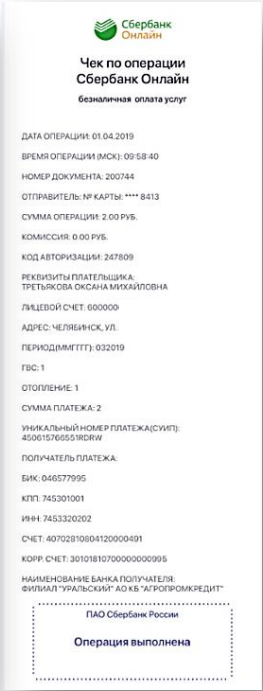 Сбербанк
Онлайн
Чек по операции
Сбербанк Онлайн
безналичная оплата услуг
ДАТА ОПЕРАЦИИ: 01.04.2019
ВРЕМЯ ОПЕРАЦИИ (МСК): 09:58:40
НОМЕР ДОКУМЕНТА: 200744
ОТПРАВИТЕЛЬ: № КАРТЫ: **** 8413
СУММА ОПЕРАЦИИ: 2.00 РУБ.
КОМИССИЯ: 0.00 РУБ.
КОД АВТОРИЗАЦИИ: 247809
РЕКВИЗИТЫ ПЛАТЕЛЬЩИКА:
ТРЕТЬЯКОВА ОКСАНА МИХАЙЛОВНА
ЛИЦЕВОЙ СЧЕТ: 600000
АДРЕС: ЧЕЛЯБИНСК, УЛ.
ПЕРИОД(ММГГГГ): 032019
ГВС: 1
ОТОПЛЕНИЕ: 1
СУММА ПЛАТЕЖА: 2
УНИКАЛЬНЫЙ НОМЕР ПЛАТЕЖА(СУИП):
450615766551RDRW
ПОЛУЧАТЕЛЬ ПЛАТЕЖА:
БИК: 046577995
КПП: 745301001
ИНН: 7453320202
СЧЕТ: 40702810804120000491
КОРР. СЧЕТ: 30101810700000000995
НАИМЕНОВАНИЕ БАНКА ПОЛУЧАТЕЛЯ:
ФИЛИАЛ "УРАЛЬСКИЙ" АО КБ "АГРОПРОМКРЕДИТ"
ПАО Сбербанк России
Операция выполнена